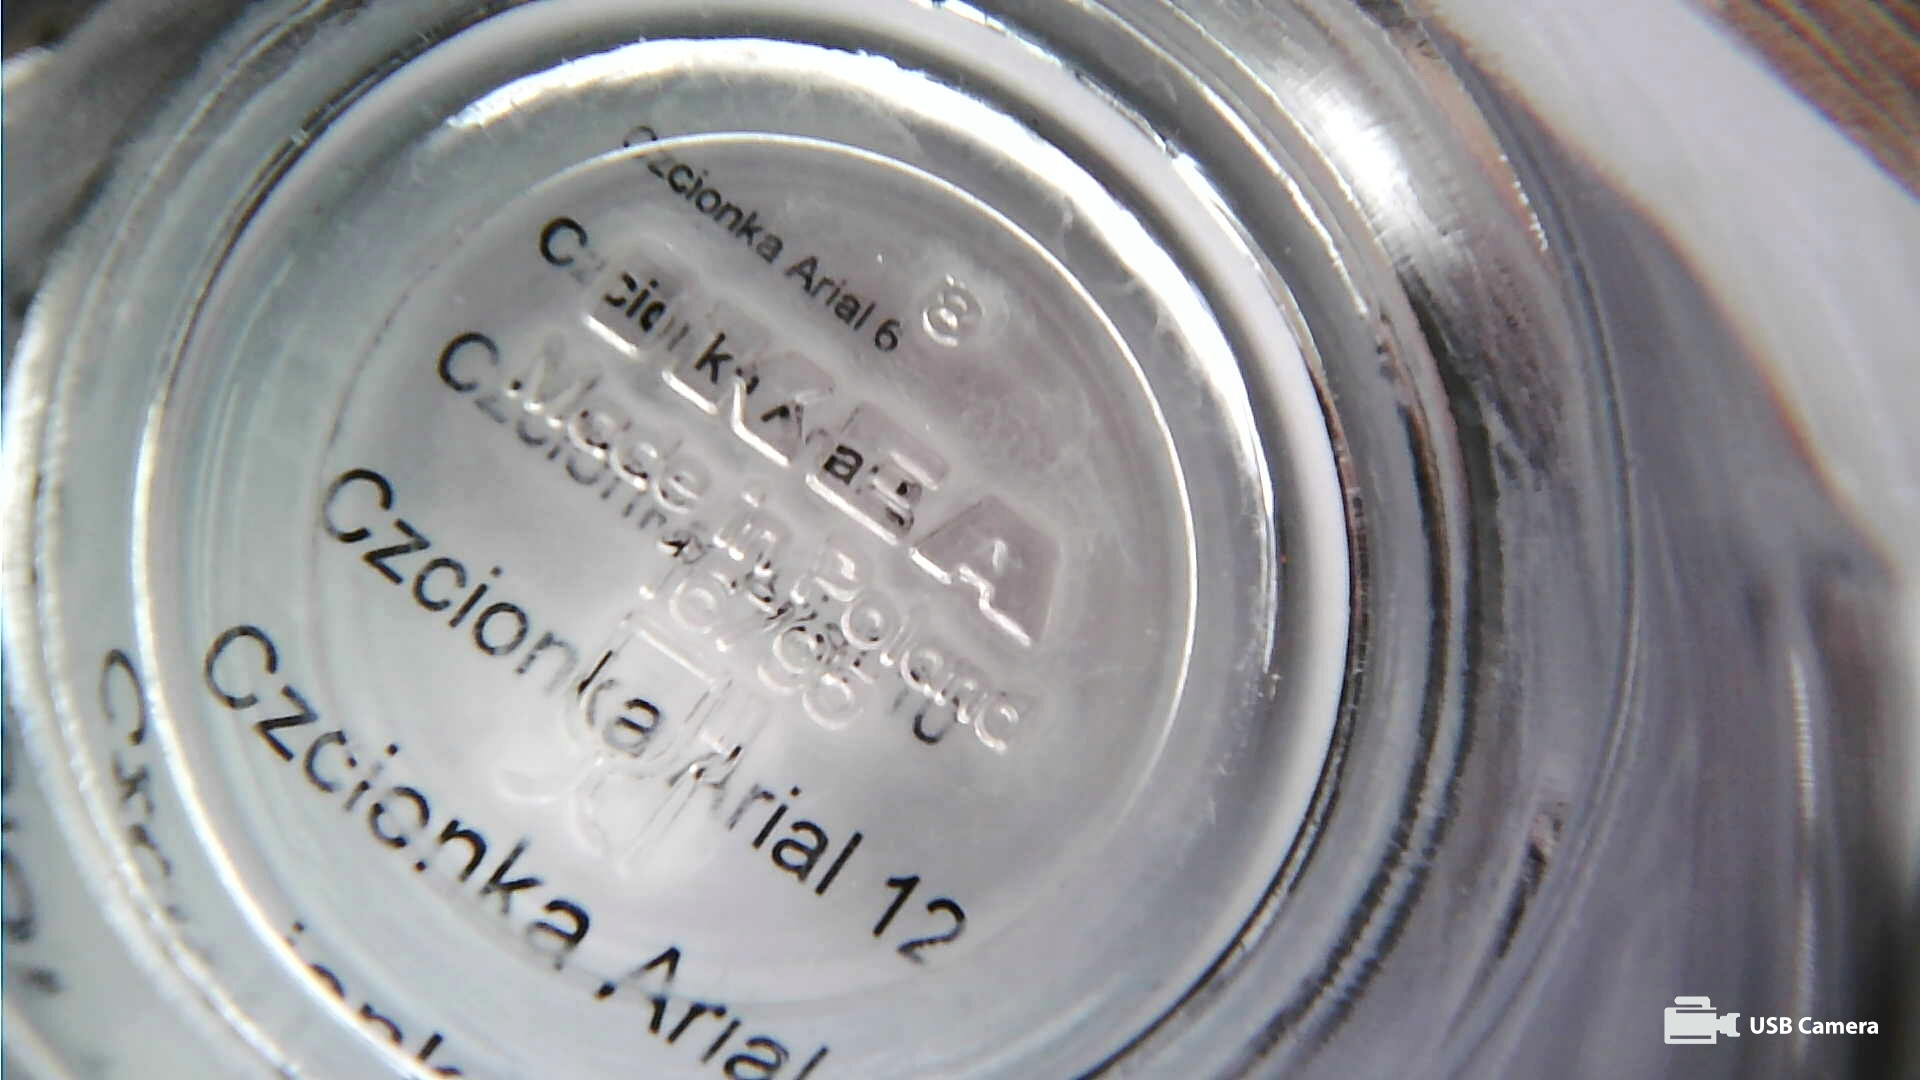 Czcionka Arial 6
8
Czcionka Arial 8
IKEA
Czcionka Arial 10
Made in Poland
Czcionka Arial 12
Czcionka Arial
USB Camera